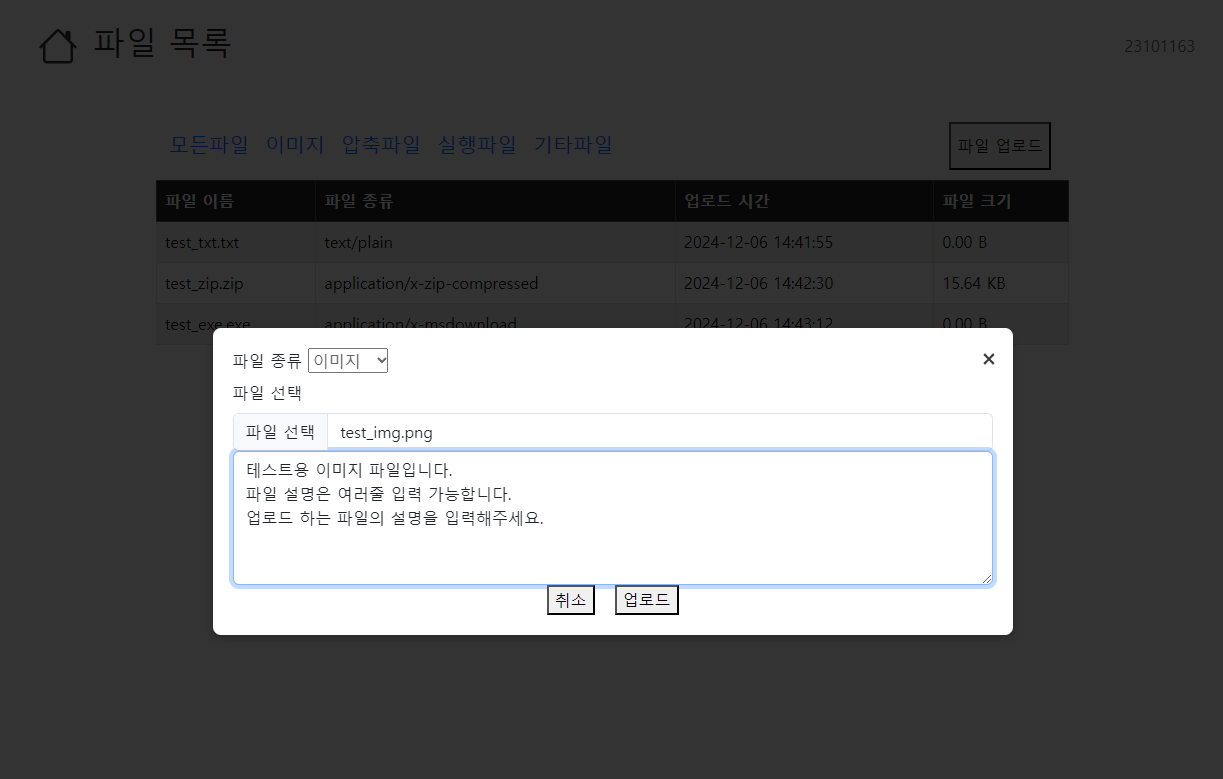 파일 목록
23101163
모든파일 이미지 압축파일 실행파일 기타파일
파일 업로드
파일 이름 파일 종류 업로드 시간 파일 크기
test_txt.txt text/plain 2024-12-06 14:41:55 0.00 B
test_zip.zip application/x-zip-compressed 2024-12-06 14:42:30 15.64 KB
test_exe.exe application/x-msdownload 2024-12-06 14:43:12 0.00 B
파일 종류 이미지 ×
파일 선택
파일 선택 test_img.png
테스트용 이미지 파일입니다.
파일 설명은 여러줄 입력 가능합니다.
업로드 하는 파일의 설명을 입력해주세요.
취소 업로드